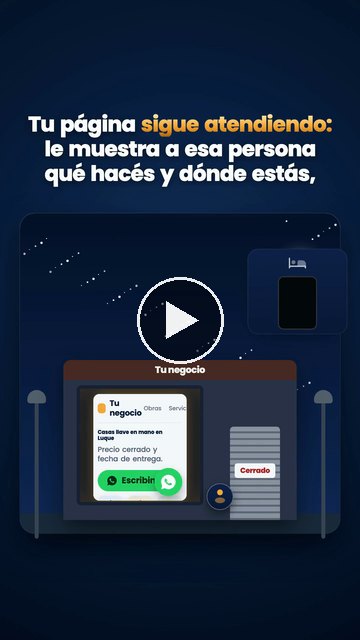 Tu página sigue atendiendo:
le muestra a esa persona
qué hacés y dónde estás,
Tu negocio
Tu negocio
Obras
Casas llave en mano en Luque
Precio cerrado y fecha de entrega.
Cerrado